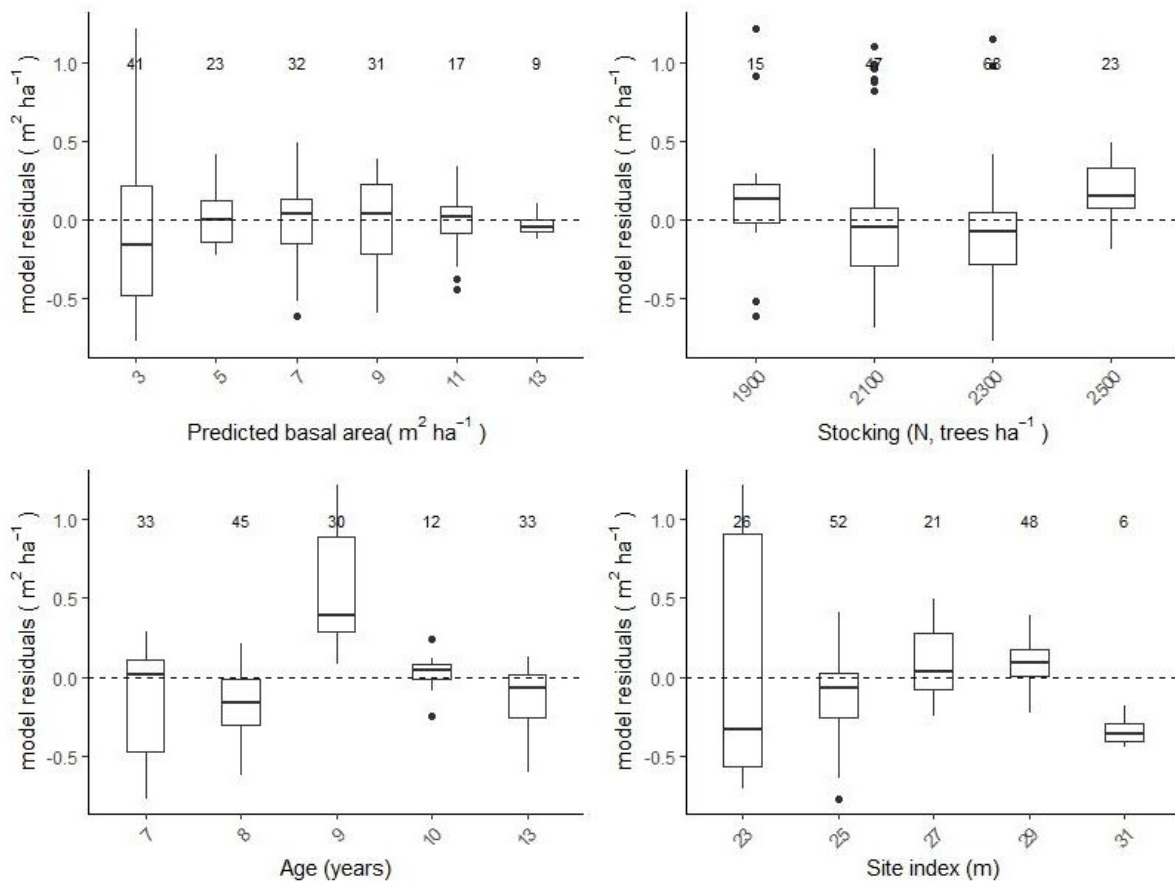 model residuals ( m² ha⁻¹ )
1.0
0.5
0.0
-0.5
41 23 32 31 17 9
3 5 7 9 11 13
Predicted basal area( m² ha⁻¹ )
model residuals ( m² ha⁻¹ )
1.0
0.5
0.0
-0.5
15 47 68 23
1900 2100 2300 2500
Stocking (N, trees ha⁻¹ )
model residuals ( m² ha⁻¹ )
1.0
0.5
0.0
-0.5
33 45 30 12 33
7 8 9 10 13
Age (years)
model residuals ( m² ha⁻¹ )
1.0
0.5
0.0
-0.5
26 52 21 48 6
23 25 27 29 31
Site index (m)